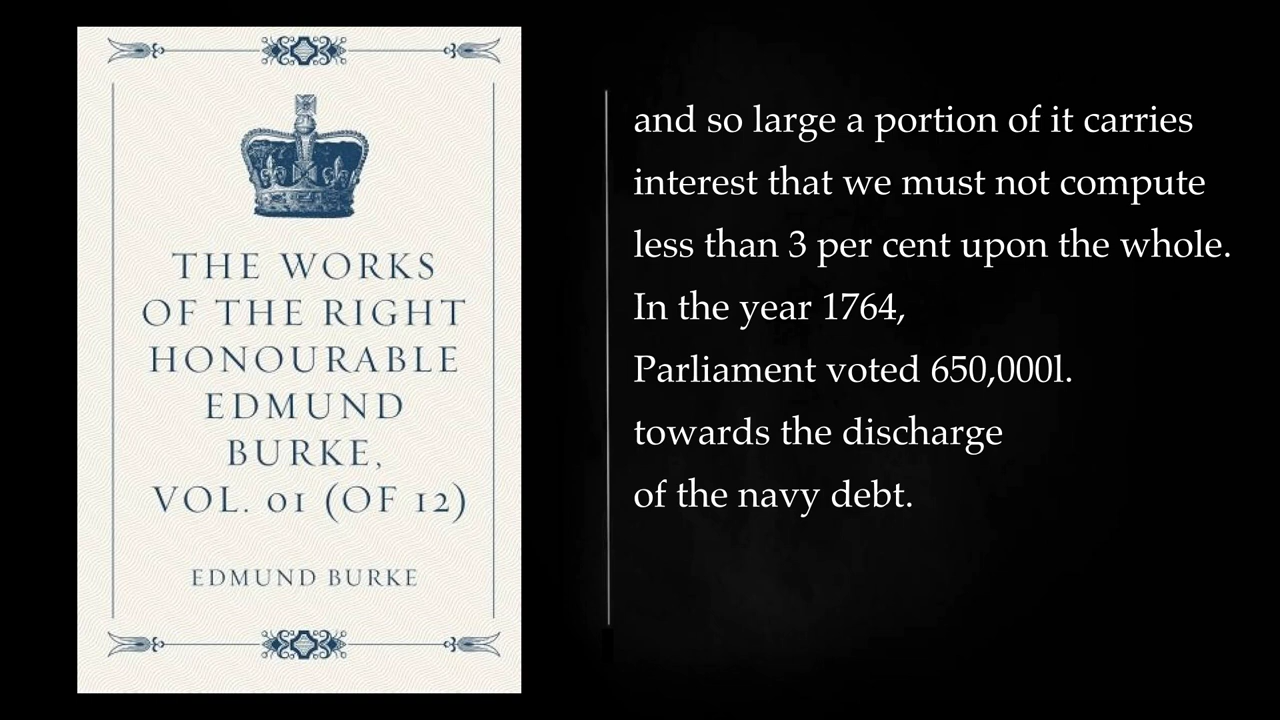 THE WORKS
OF THE RIGHT
HONOURABLE
EDMUND
BURKE,
VOL. 01 (OF 12)
EDMUND BURKE
and so large a portion of it carries
interest that we must not compute
less than 3 per cent upon the whole.
In the year 1764,
Parliament voted 650,000l.
towards the discharge
of the navy debt.